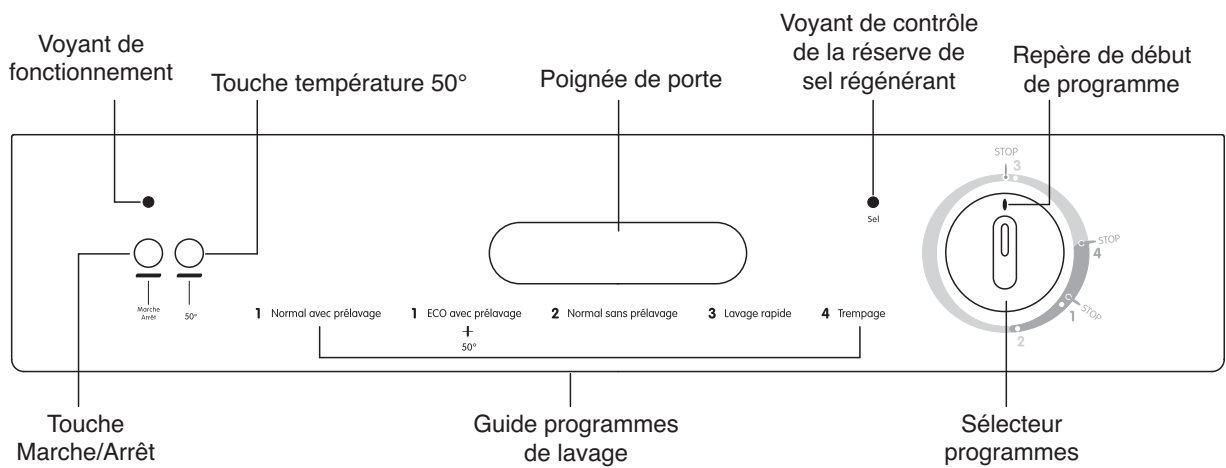 Voyant de
fonctionnement
Touche température 50°
Poignée de porte
Voyant de contrôle
de la réserve de
sel régénérant
Repère de début
de programme
STOP
3
Sel
STOP
4
Marche
Arrêt
50°
1 Normal avec prélavage
1 ECO avec prélavage
+
50°
2 Normal sans prélavage
3 Lavage rapide
4 Trempage
STOP
1
2
Touche
Marche/Arrêt
Guide programmes
de lavage
Sélecteur
programmes